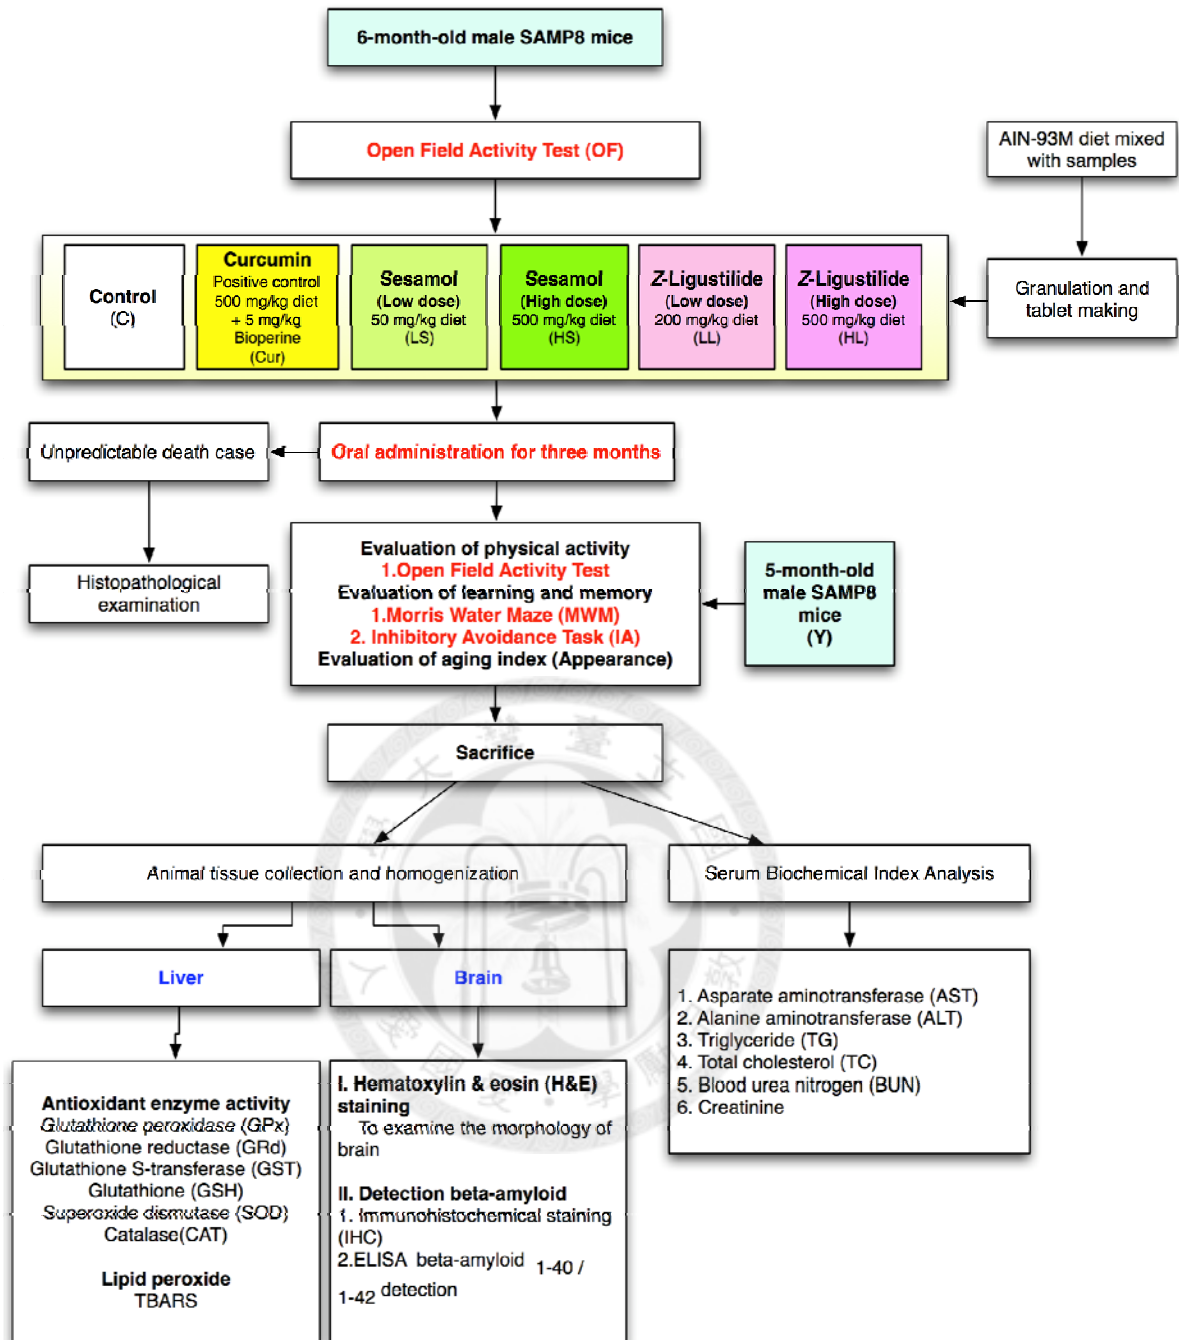 6-month-old male SAMP8 mice
Open Field Activity Test (OF)
AIN-93M diet mixed
with samples
Control
(C)
Curcumin
Positive control
500 mg/kg diet
+ 5 mg/kg
Bioperine
(Cur)
Sesamol
(Low dose)
50 mg/kg diet
(LS)
Sesamol
(High dose)
500 mg/kg diet
(HS)
Z-Ligustilide
(Low dose)
200 mg/kg diet
(LL)
Z-Ligustilide
(High dose)
500 mg/kg diet
(HL)
Granulation and
tablet making
Unpredictable death case
Oral administration for three months
Histopathological
examination
Evaluation of physical activity
1.Open Field Activity Test
Evaluation of learning and memory
1.Morris Water Maze (MWM)
2. Inhibitory Avoidance Task (IA)
Evaluation of aging index (Appearance)
5-month-old
male SAMP8
mice
(Y)
Sacrifice
Animal tissue collection and homogenization
Serum Biochemical Index Analysis
Liver
Brain
Antioxidant enzyme activity
Glutathione peroxidase (GPx)
Glutathione reductase (GRd)
Glutathione S-transferase (GST)
Glutathione (GSH)
Superoxide dismutase (SOD)
Catalase(CAT)
Lipid peroxide
TBARS
I. Hematoxylin & eosin (H&E)
staining
To examine the morphology of
brain
II. Detection beta-amyloid
1. Immunohistochemical staining
(IHC)
2.ELISA beta-amyloid 1-40 /
1-42 detection
1. Asparate aminotransferase (AST)
2. Alanine aminotransferase (ALT)
3. Triglyceride (TG)
4. Total cholesterol (TC)
5. Blood urea nitrogen (BUN)
6. Creatinine
國立臺灣大學